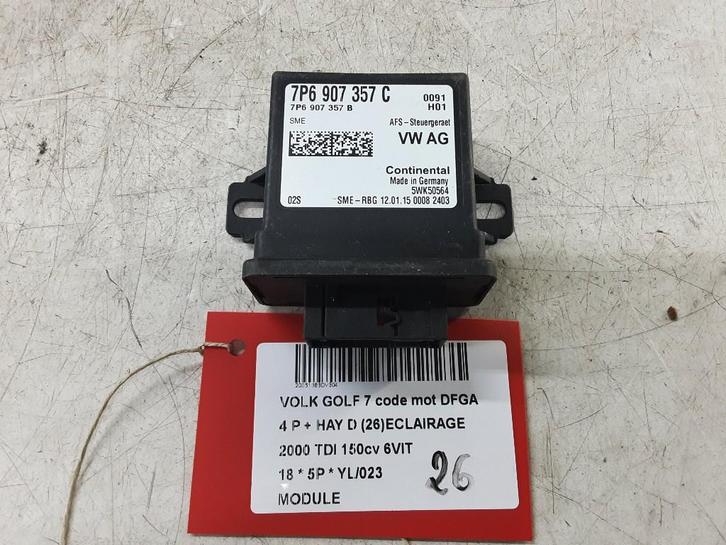 7P6 907 357 C
0091
7P6 907 357 B
H01
SME
AFS-Steuergeraet
VW AG
Continental
Made in Germany
5WK50564
02S
SME-RBG 12.01.15 0008 2403
VOLK GOLF 7 code mot DFGA
4 P + HAY D (26)ECLAIRAGE
2000 TDI 150cv 6VIT
18 * 5P * YL/023
MODULE
26